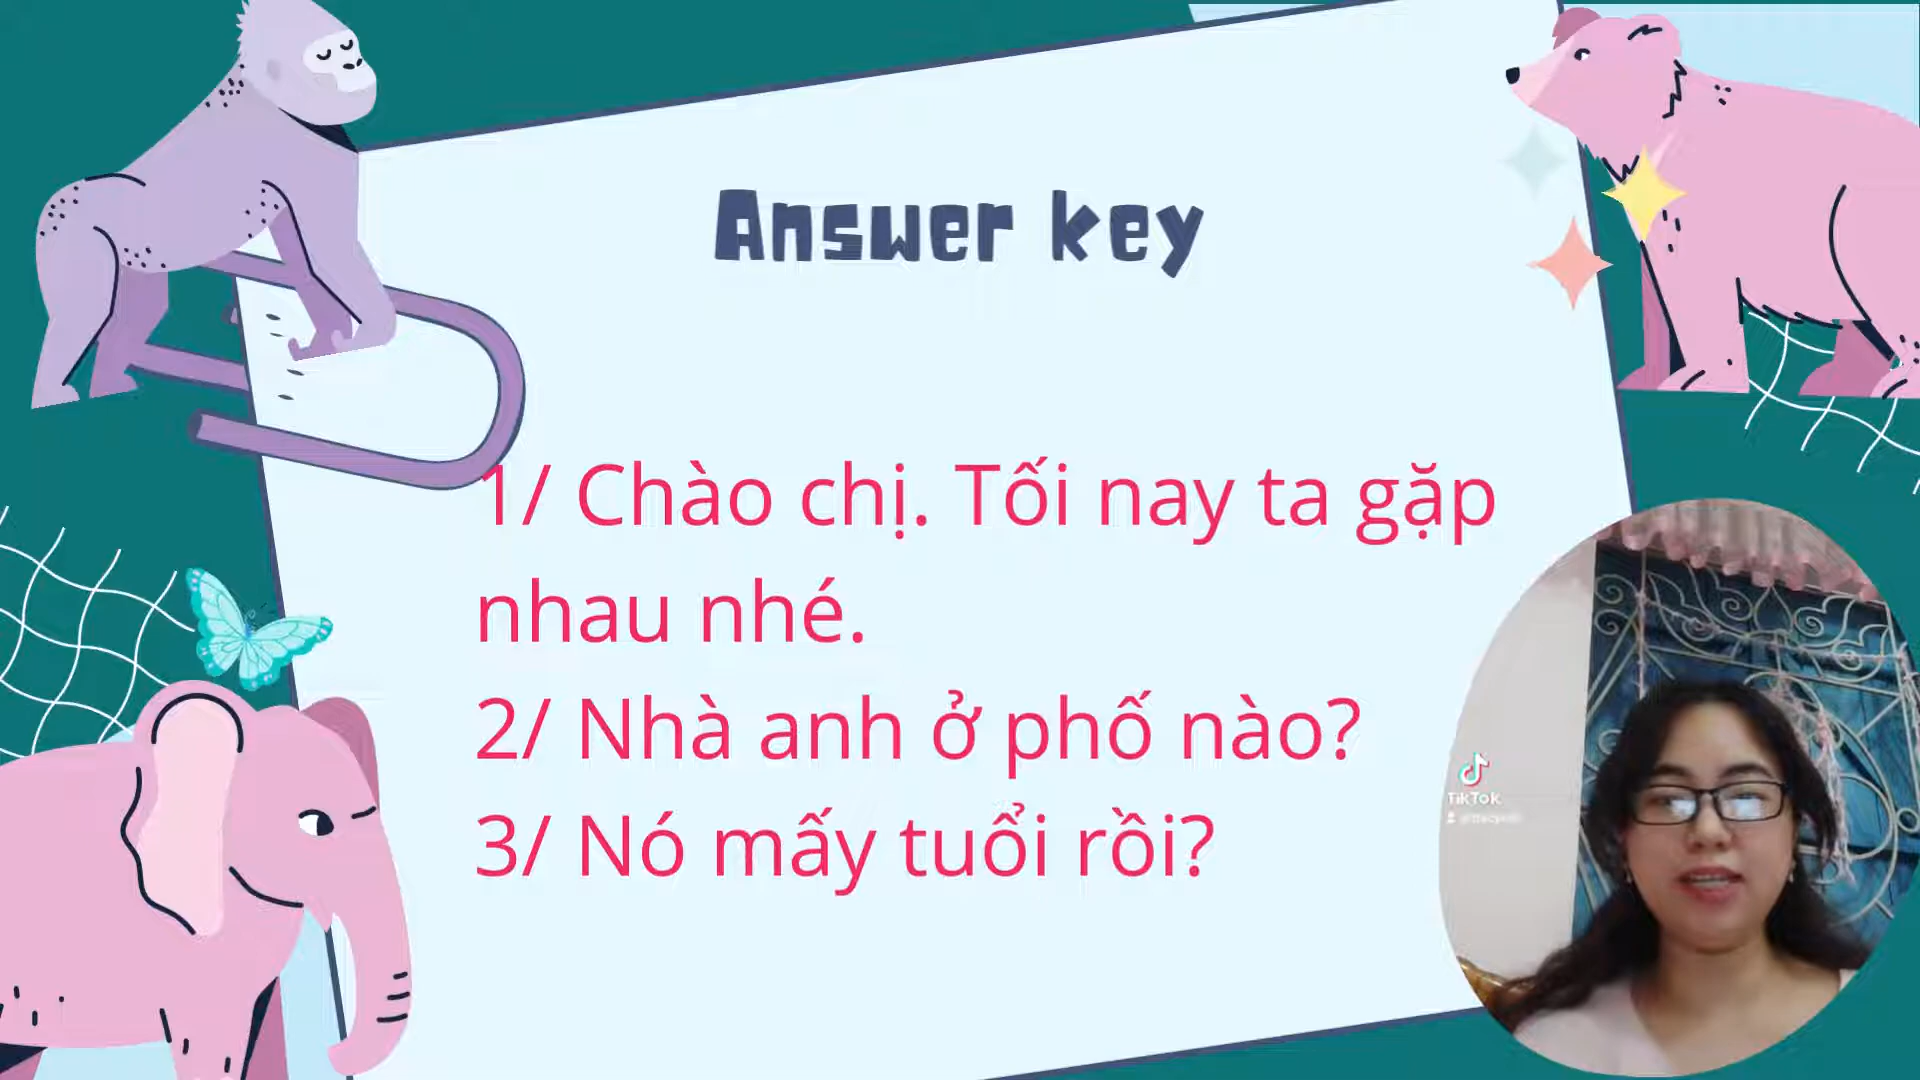 Answer key
1/ Chào chị. Tối nay ta gặp
nhau nhé.
2/ Nhà anh ở phố nào?
3/ Nó mấy tuổi rồi?
TikTok